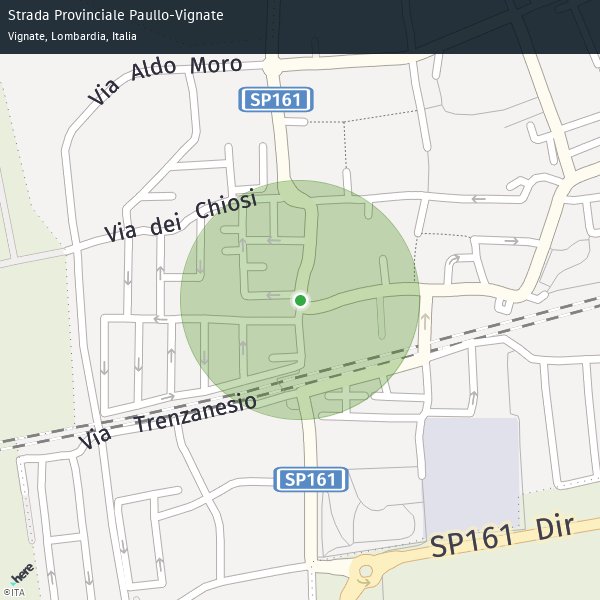 Strada Provinciale Paullo-Vignate
Vignate, Lombardia, Italia
Via Aldo Moro
SP161
Via dei Chiosi
Via Trenzanesio
SP161
SP161 Dir
here
©ITA